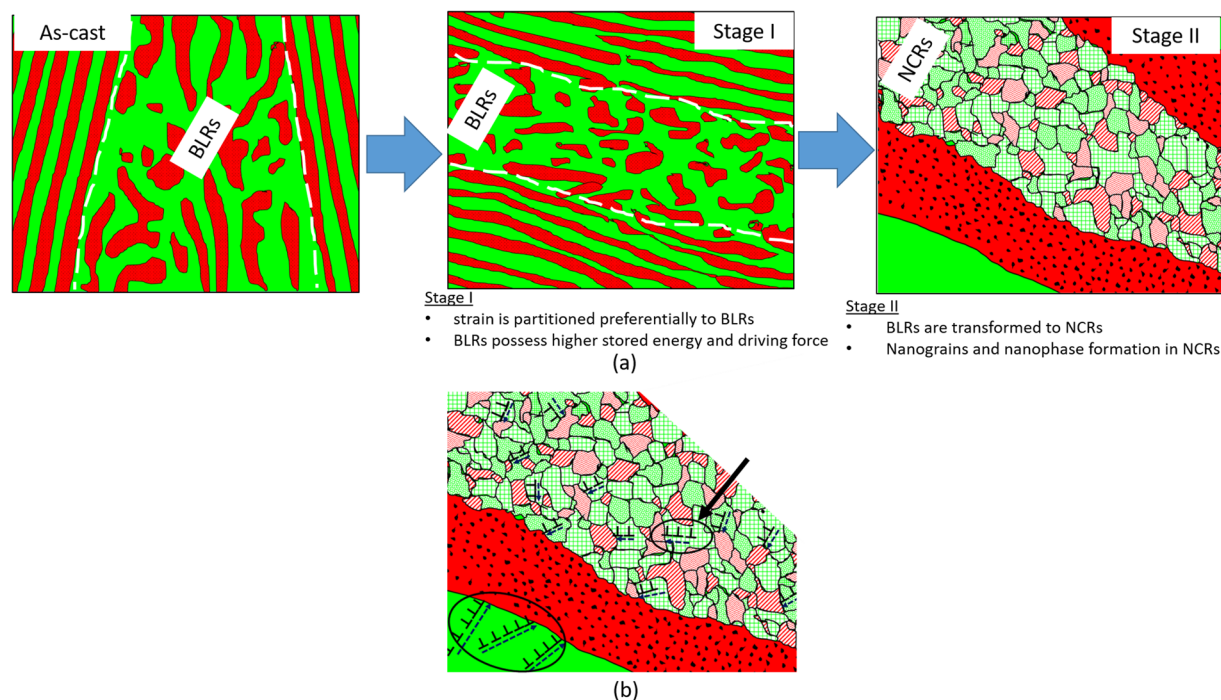 As-cast
BLRs
Stage I
BLRs
Stage II
NCRs
Stage I
• strain is partitioned preferentially to BLRs
• BLRs possess higher stored energy and driving force
Stage II
• BLRs are transformed to NCRs
• Nanograins and nanophase formation in NCRs
(a)
(b)